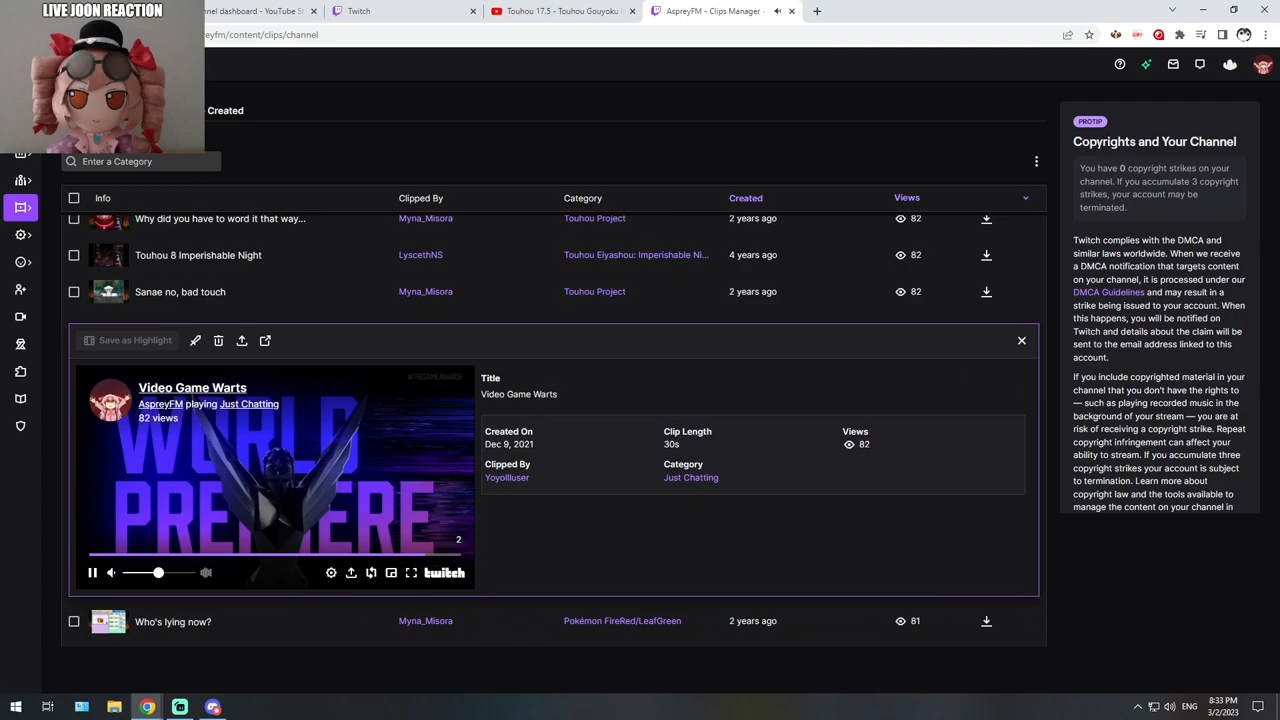 LIVE JOON REACTION
nnel dashboard - YouTube S
Twitch
Touhou 17.5 - Touhou Gouyoku
AspreyFM - Clips Manager -
eyfm/content/clips/channel
Created
Enter a Category
Info
Clipped By
Category
Created
Views
Why did you have to word it that way...
Myna_Misora
Touhou Project
2 years ago
82
Touhou 8 Imperishable Night
LyscethNS
Touhou Eiyashou: Imperishable Ni...
4 years ago
82
Sanae no, bad touch
Myna_Misora
Touhou Project
2 years ago
82
Save as Highlight
Video Game Warts
AspreyFM playing Just Chatting
82 views
#THEGAMEAWARDS
WORLD
PREMIERE
2
twitch
Title
Video Game Warts
Created On
Dec 9, 2021
Clip Length
30s
Views
82
Clipped By
Category
Just Chatting
Who's lying now?
Myna_Misora
Pokémon FireRed/LeafGreen
2 years ago
81
PROTIP
Copyrights and Your Channel
You have 0 copyright strikes on your
channel. If you accumulate 3 copyright
strikes, your account may be
terminated.
Twitch complies with the DMCA and
similar laws worldwide. When we
receive a DMCA notification that targets content
on your channel, it is processed under our
DMCA Guidelines and may result in a
strike being issued to your account. When
this happens, you will be notified on
Twitch and details about the claim will be
sent to the email address linked to this
account.
If you include copyrighted material in your
channel that you don't have the rights to
— such as playing recorded music in the
background of your stream — you are at
risk of receiving a copyright strike. Repeat
copyright infringement can affect your
ability to stream. If you accumulate three
copyright strikes your account is subject
to termination. Learn more about
copyright law and the tools available to
manage the content on your channel in
ENG
8:33 PM
3/2/2023